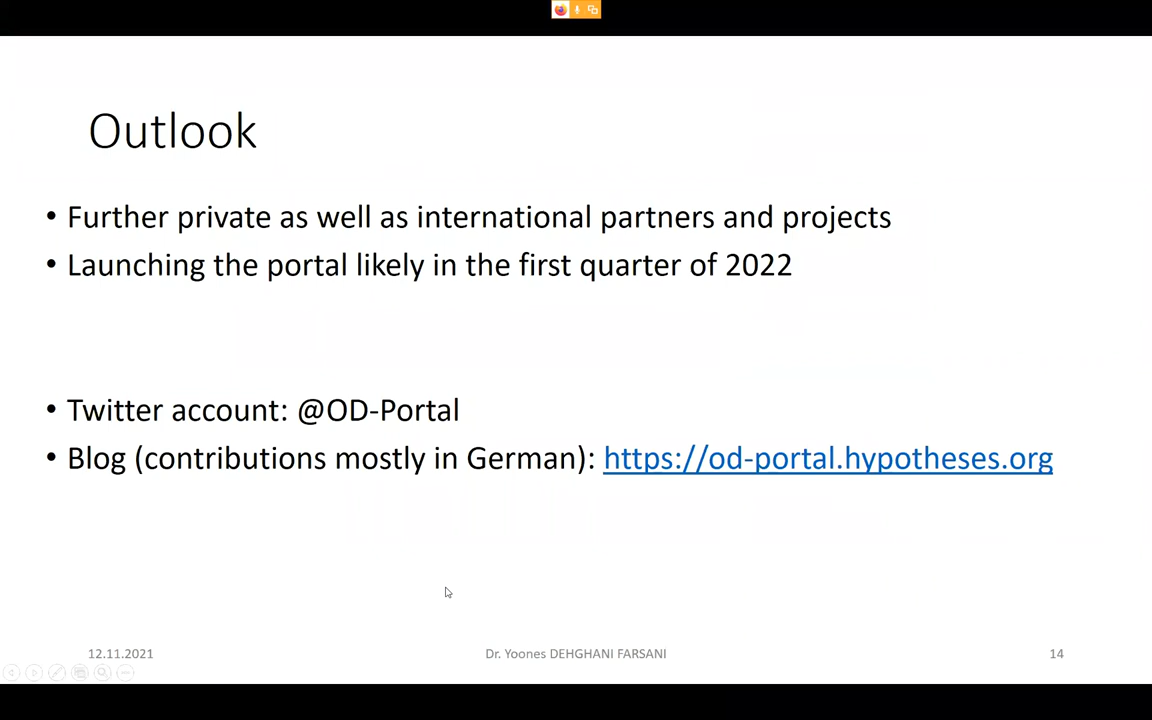 Outlook
• Further private as well as international partners and projects
• Launching the portal likely in the first quarter of 2022
• Twitter account: @OD-Portal
• Blog (contributions mostly in German): https://od-portal.hypotheses.org
12.11.2021
Dr. Yoones DEHGHANI FARSANI
14